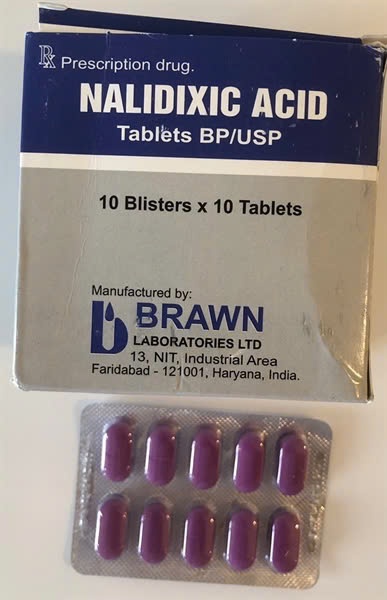 Rx Prescription drug.
NALIDIXIC ACID
Tablets BP/USP
10 Blisters x 10 Tablets
Manufactured by:
b BRAWN
LABORATORIES LTD
13, NIT, Industrial Area
Faridabad - 121001, Haryana, India.